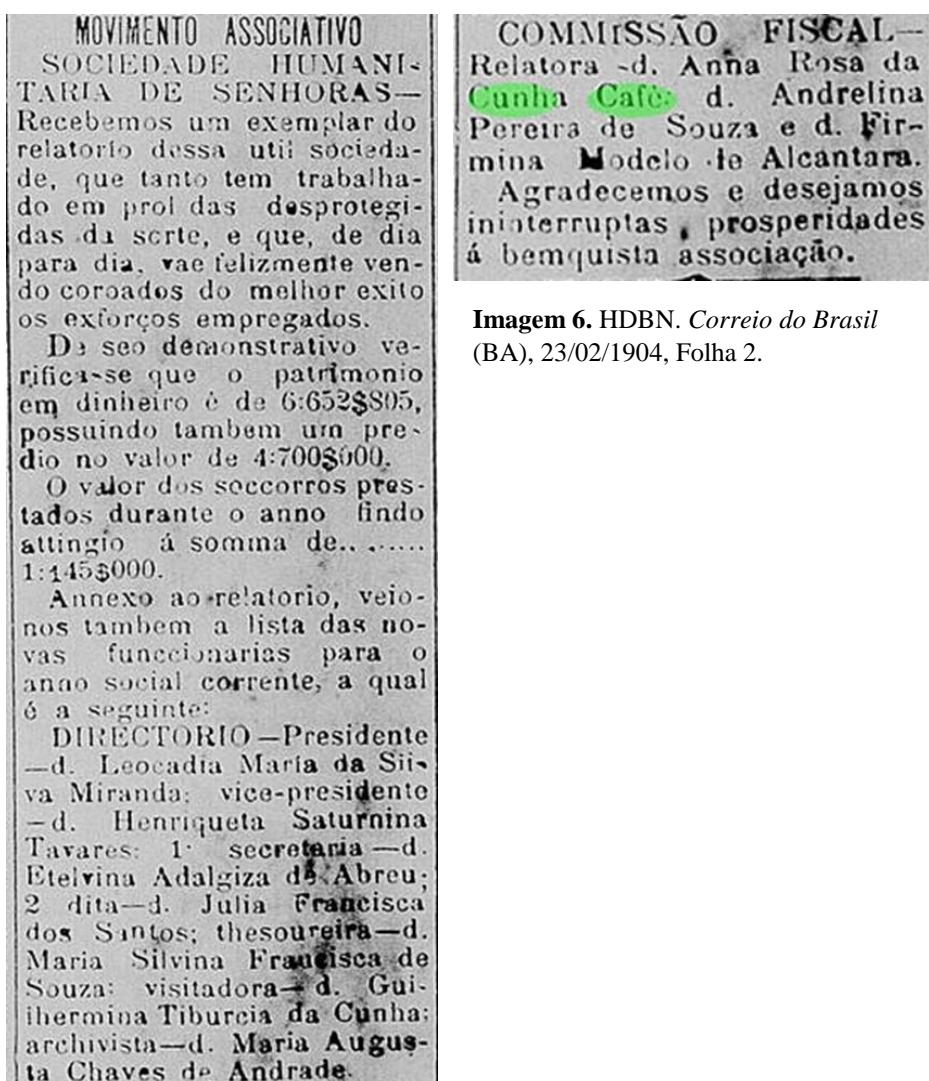 MOVIMENTO ASSOCIATIVO
SOCIEDADE HUMANI-
TARIA DE SENHORAS—
Recebemos um exemplar do
relatorio dessa util socieda-
de, que tanto tem trabalha-
do em prol das desprotegi-
das da sorte, e que, de dia
para dia, vae felizmente ven-
do coroados do melhor exito
os exforços empregados.
De seo demonstrativo ve-
rifica-se que o patrimonio
em dinheiro é de 6:652$805,
possuindo tambem um pre-
dio no valor de 4:700$000.
O valor dos soccorros pres-
tados durante o anno findo
attingio á somma de.. ......
1:145$000.
Annexo ao relatorio, veio-
nos tambem a lista das no-
vas funccionarias para o
anno social corrente, a qual
é a seguinte:
DIRECTORIO—Presidente
—d. Leocadia Maria da Sil-
va Miranda; vice-presidente
—d. Henriqueta Saturnina
Tavares; 1· secretaria—d.
Etelvina Adalgiza de Abreu;
2 dita—d. Julia Francisca
dos Santos; thesoureira—d.
Maria Silvina Francisca de
Souza; visitadora—d. Gui-
lhermina Tiburcia da Cunha;
archivista—d. Maria Augus-
ta Chaves de Andrade.
COMMISSÃO FISCAL—
Relatora -d. Anna Rosa da
Cunha Café; d. Andrelina
Pereira de Souza e d. Fir-
mina Modelo de Alcantara.
Agradecemos e desejamos
ininterruptas prosperidades
á bemquista associação.
Imagem 6. HDBN. Correio do Brasil
(BA), 23/02/1904, Folha 2.